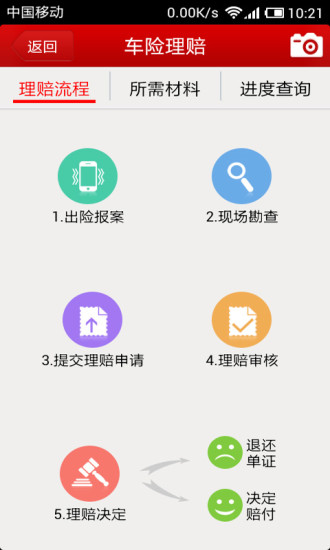 中国移动 0.00K/s 10:21
返回 车险理赔
理赔流程 所需材料 进度查询
1.出险报案 2.现场勘查
3.提交理赔申请 4.理赔审核
退还
单证
5.理赔决定
决定
赔付